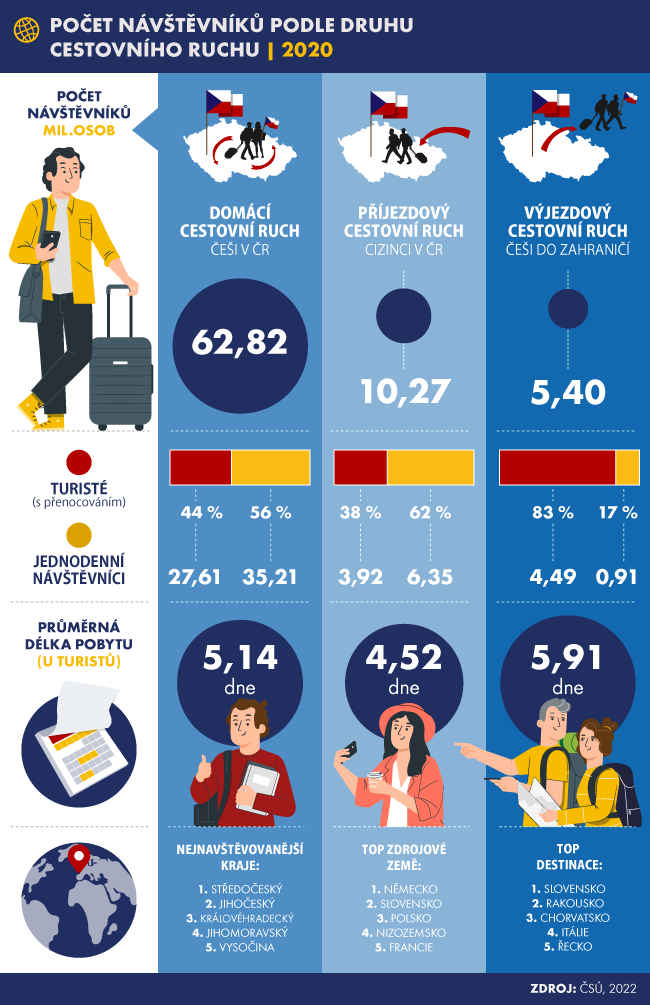 POČET NÁVŠTĚVNÍKŮ PODLE DRUHU
CESTOVNÍHO RUCHU | 2020
POČET
NÁVŠTĚVNÍKŮ
MIL.OSOB
DOMÁCÍ
CESTOVNÍ RUCH
ČEŠI V ČR
62,82
PŘÍJEZDOVÝ
CESTOVNÍ RUCH
CIZINCI V ČR
10,27
VÝJEZDOVÝ
CESTOVNÍ RUCH
ČEŠI DO ZAHRANIČÍ
5,40
TURISTÉ
(s přenocováním)
JEDNODENNÍ
NÁVŠTĚVNÍCI
44 % 56 %
27,61 35,21
38 % 62 %
3,92 6,35
83 % 17 %
4,49 0,91
PRŮMĚRNÁ
DÉLKA POBYTU
(U TURISTŮ)
5,14
dne
4,52
dne
5,91
dne
NEJNAVŠTĚVOVANĚJŠÍ
KRAJE:
1. STŘEDOČESKÝ
2. JIHOČESKÝ
3. KRÁLOVÉHRADECKÝ
4. JIHOMORAVSKÝ
5. VYSOČINA
TOP ZDROJOVÉ
ZEMĚ:
1. NĚMECKO
2. SLOVENSKO
3. POLSKO
4. NIZOZEMSKO
5. FRANCIE
TOP
DESTINACE:
1. SLOVENSKO
2. RAKOUSKO
3. CHORVATSKO
4. ITÁLIE
5. ŘECKO
ZDROJ: ČSÚ, 2022